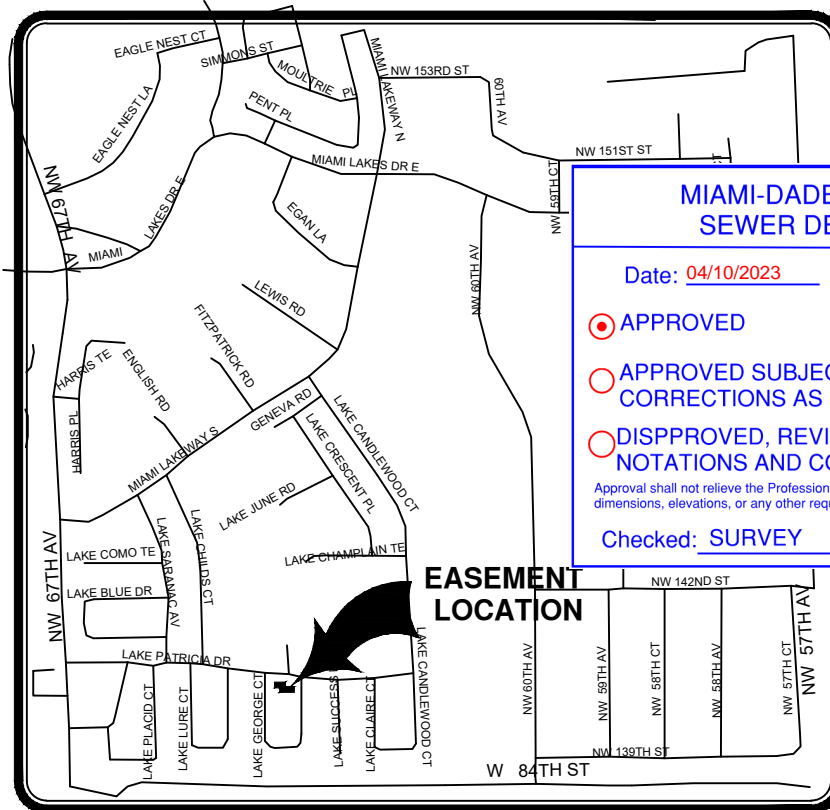 EAGLE NEST CT
SIMMONS ST
MOULTRIE PL
PENT PL
MIAMI LAKEWAY N
NW 153RD ST
60TH AV
EAGLE NEST LA
MIAMI LAKES DR E
NW 151ST ST
NW 59TH CT
NW 67TH AV
MIAMI
LAKES DR E
EGAN LA
NW 60TH AV
LEWIS RD
FITZPATRICK RD
HARRIS TE
ENGLISH RD
HARRIS PL
GENEVA RD
MIAMI LAKEWAY S
LAKE CRESCENT PL
LAKE CANDLEWOOD CT
LAKE JUNE RD
LAKE CHAMPLAIN TE
NW 67TH AV
LAKE COMO TE
LAKE SARANAC AV
LAKE CHILDS CT
LAKE BLUE DR
LAKE PATRICIA DR
EASEMENT
LOCATION
LAKE PLACID CT
LAKE LURE CT
LAKE GEORGE CT
LAKE SUCCESS
LAKE CLAIRE CT
LAKE CANDLEWOOD CT
NW 142ND ST
NW 60TH AV
NW 59TH AV
NW 58TH CT
NW 58TH AV
NW 57TH CT
NW 57TH AV
NW 139TH ST
W 84TH ST
MIAMI-DADE
SEWER DE
Date: 04/10/2023
APPROVED
APPROVED SUBJEC
CORRECTIONS AS
DISPPROVED, REVI
NOTATIONS AND CO
Approval shall not relieve the Profession
dimensions, elevations, or any other requ
Checked: SURVEY